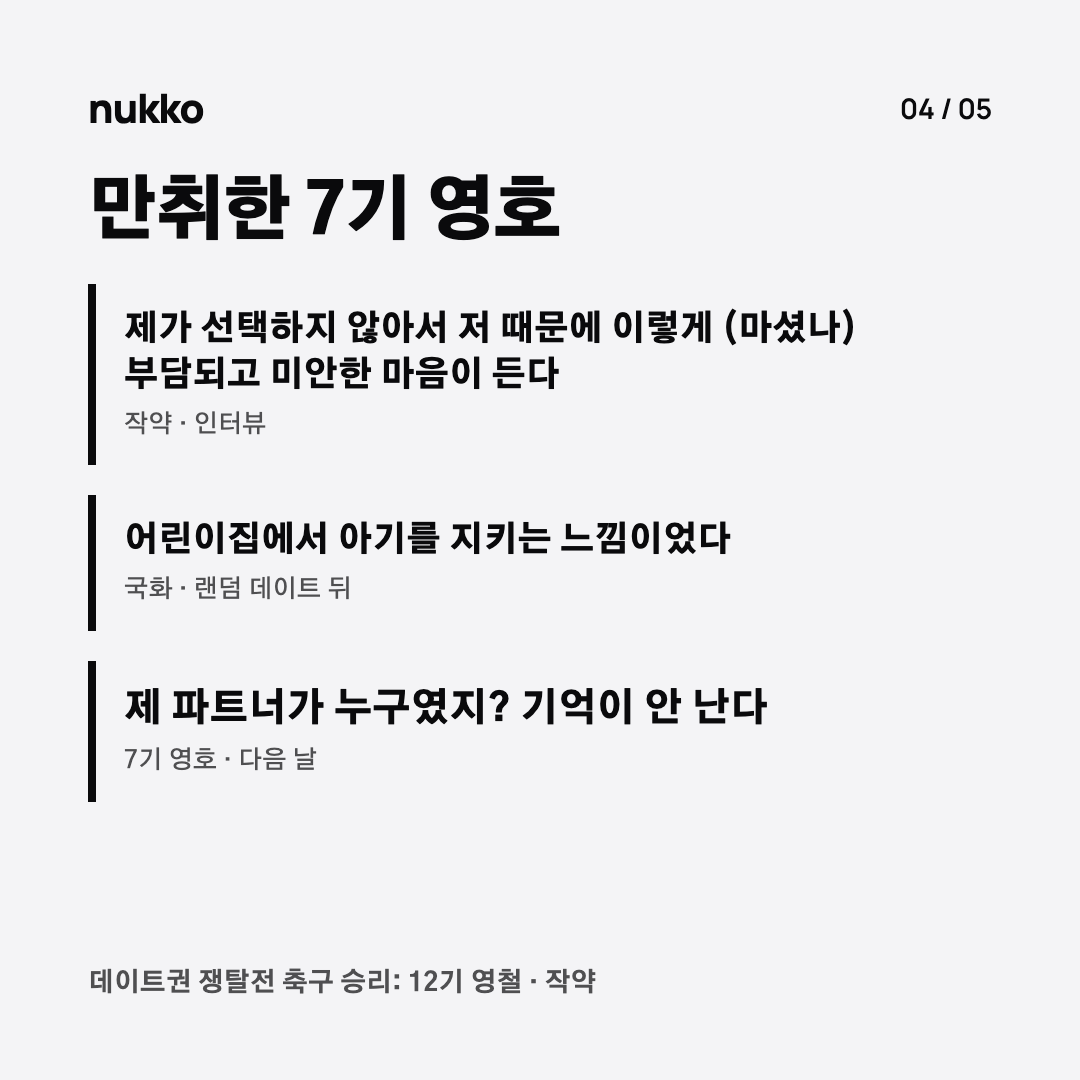 nukko
04 / 05
만취한 7기 영호
제가 선택하지 않아서 저 때문에 이렇게 (마셨나)
부담되고 미안한 마음이 든다
작약 · 인터뷰
어린이집에서 아기를 지키는 느낌이었다
국화 · 랜덤 데이트 뒤
제 파트너가 누구였지? 기억이 안 난다
7기 영호 · 다음 날
데이트권 쟁탈전 축구 승리: 12기 영철 · 작약